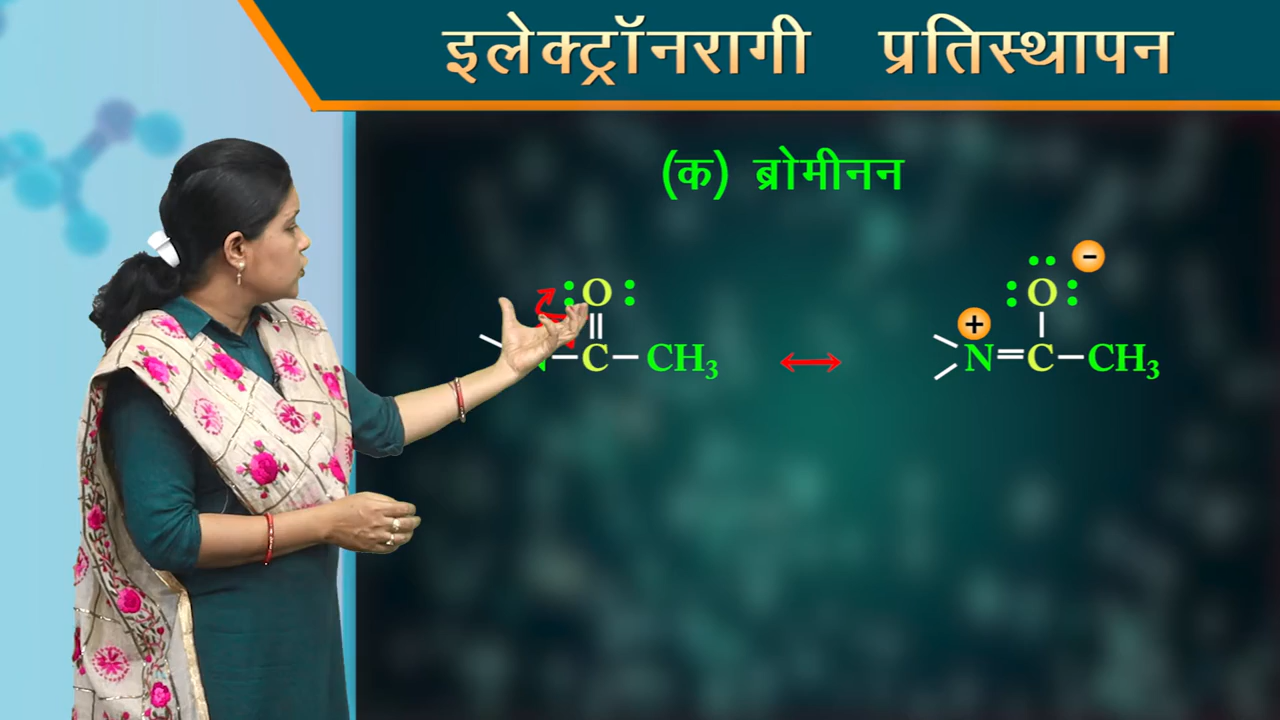 इलेक्ट्रॉनरागी प्रतिस्थापन
(क) ब्रोमीनन
:O: :O: −
+
N–C–CH₃ ↔ N=C–CH₃